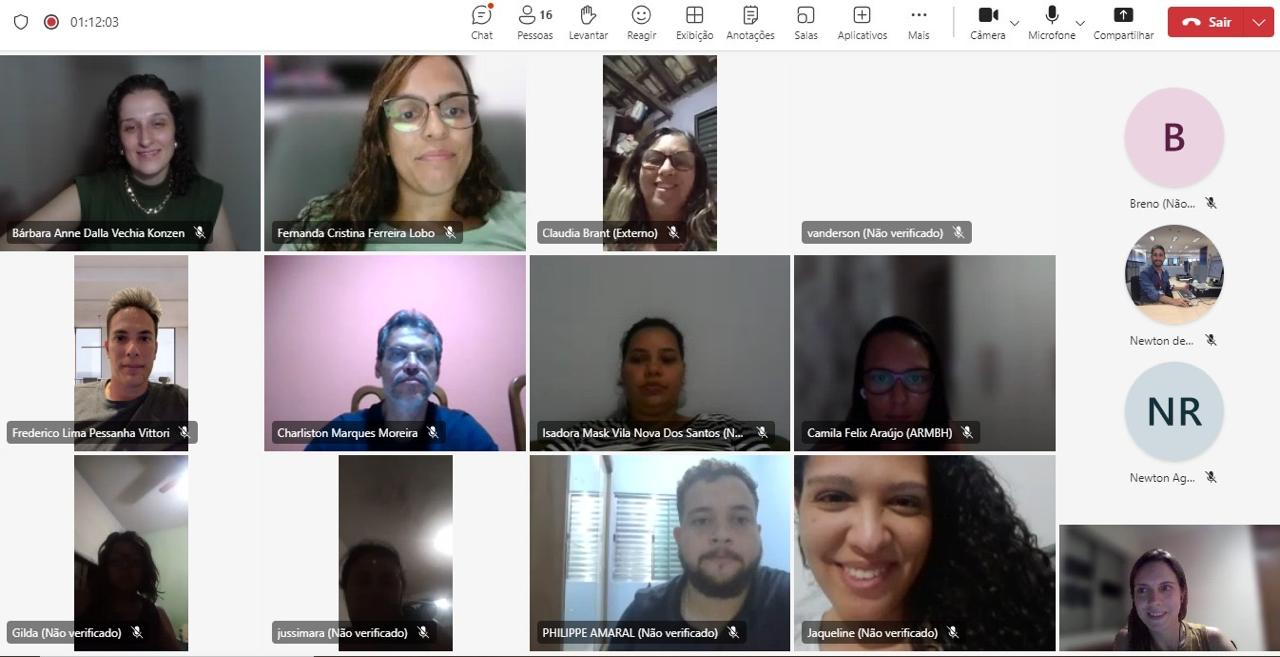 01:12:03
16
Chat
Pessoas
Levantar
Reagir
Exibição
Anotações
Salas
Aplicativos
Mais
Câmera
Microfone
Compartilhar
Sair
Bárbara Anne Dalla Vechia Konzen
Fernanda Cristina Ferreira Lobo
Claudia Brant (Externo)
vanderson (Não verificado)
B
Breno (Não...
Newton de...
Frederico Lima Pessanha Vittori
Charliston Marques Moreira
Isadora Mask Vila Nova Dos Santos (N...
Camila Felix Araújo (ARMBH)
NR
Newton Ag...
Gilda (Não verificado)
jussimara (Não verificado)
PHILIPPE AMARAL (Não verificado)
Jaqueline (Não verificado)